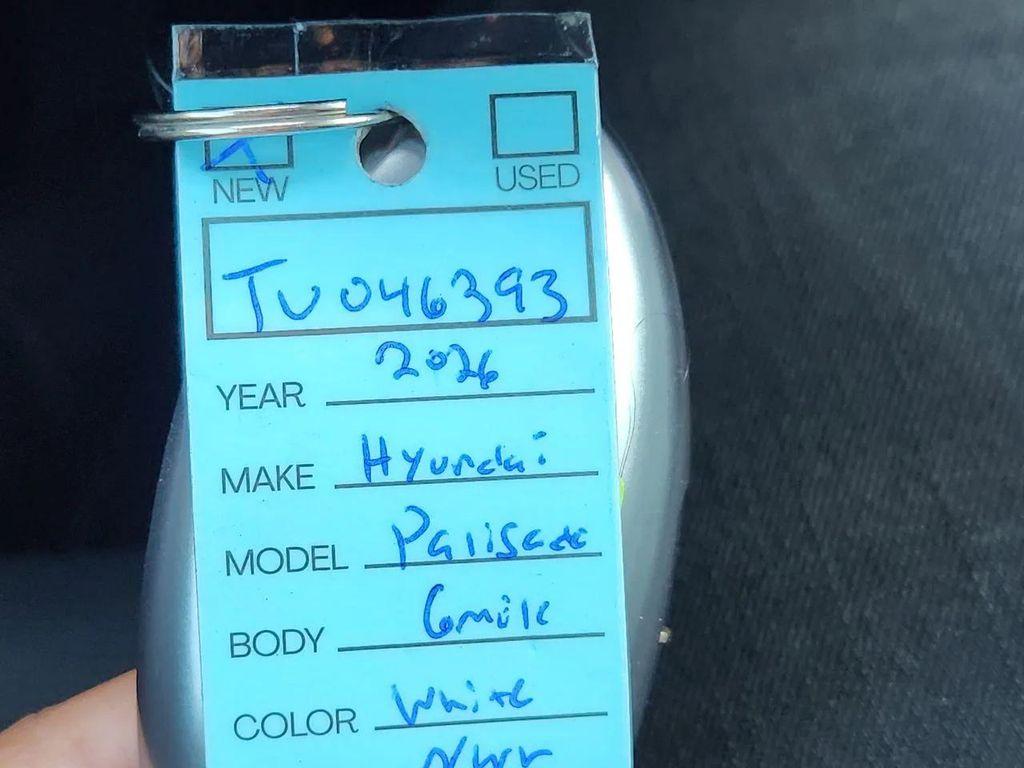 NEW USED
TU046393
YEAR 2026
MAKE Hyundai
MODEL Palisade
BODY 6mile
COLOR White